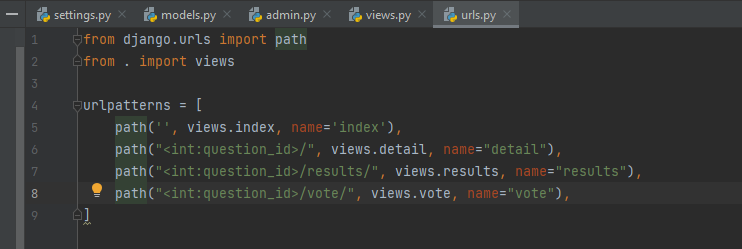 settings.py models.py admin.py views.py urls.py
1 from django.urls import path
2 from . import views
3
4 urlpatterns = [
5 path('', views.index, name='index'),
6 path("<int:question_id>/", views.detail, name="detail"),
7 path("<int:question_id>/results/", views.results, name="results"),
8 path("<int:question_id>/vote/", views.vote, name="vote"),
9 ]